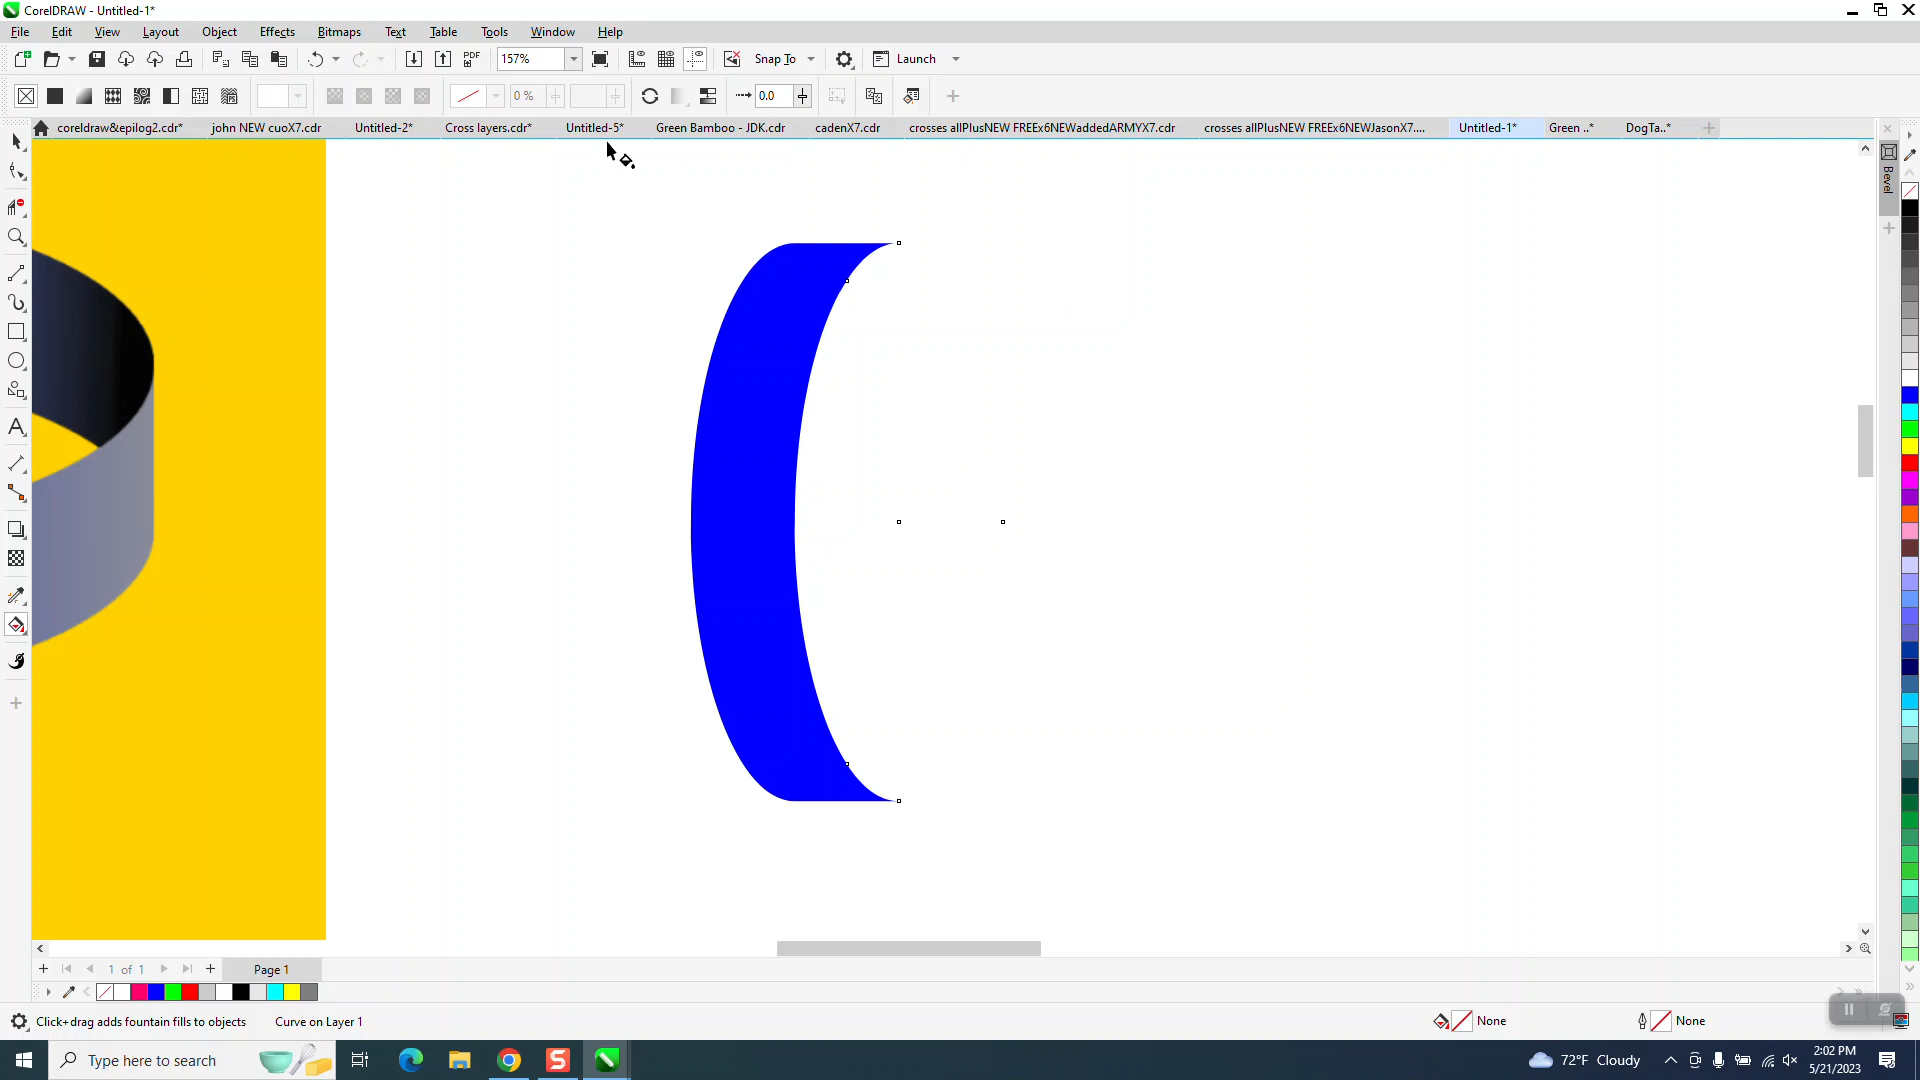 CorelDRAW - Untitled-1*
File Edit View Layout Object Effects Bitmaps Text Table Tools Window Help
PDF 157% Snap To Launch
0 % 0.0
coreldraw&epilog2.cdr* john NEW cuoX7.cdr Untitled-2* Cross layers.cdr* Untitled-5* Green Bamboo - JDK.cdr cadenX7.cdr crosses allPlusNEW FREEx6NEWaddedARMYX7.cdr crosses allPlusNEW FREEx6NEWJasonX7.... Untitled-1* Green ..* DogTa..*
Bevel
1 of 1 Page 1
Click+drag adds fountain fills to objects Curve on Layer 1 None None
Type here to search 72°F Cloudy 2:02 PM
5/21/2023